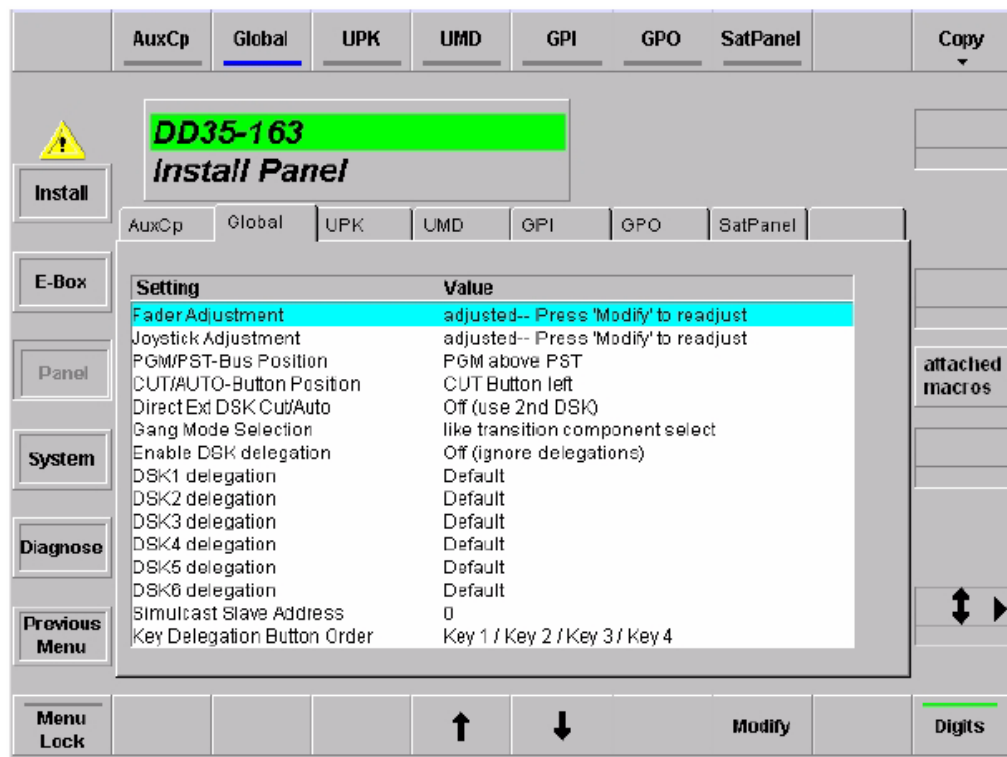 AuxCp Global UPK UMD GPI GPO SatPanel Copy
DD35-163
Install Panel
Install
AuxCp Global UPK UMD GPI GPO SatPanel
E-Box
Setting Value
Fader Adjustment adjusted-- Press 'Modify' to readjust
Joystick Adjustment adjusted-- Press 'Modify' to readjust
PGM/PST-Bus Position PGM above PST
Panel
attached
macros
CUT/AUTO-Button Position CUT Button left
Direct Ext DSK Cut/Auto Off (use 2nd DSK)
Gang Mode Selection like transition component select
System
Enable DSK delegation Off (ignore delegations)
DSK1 delegation Default
DSK2 delegation Default
DSK3 delegation Default
Diagnose
DSK4 delegation Default
DSK5 delegation Default
DSK6 delegation Default
Simulcast Slave Address 0
Previous
Menu
Key Delegation Button Order Key 1 / Key 2 / Key 3 / Key 4
Menu
Lock
Modify
Digits